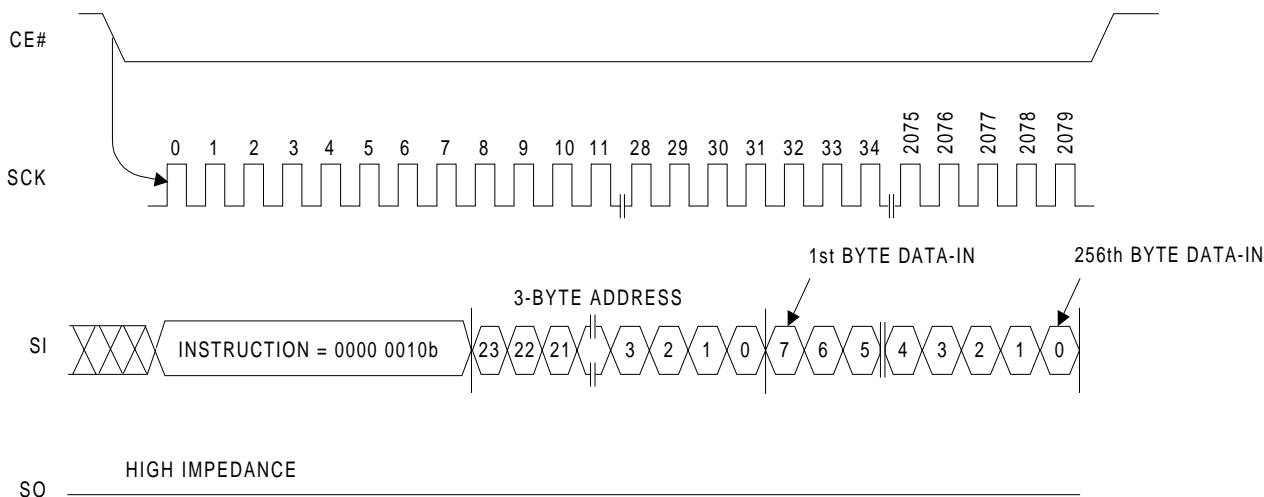 CE#
0 1 2 3 4 5 6 7 8 9 10 11 28 29 30 31 32 33 34 2075 2076 2077 2078 2079
SCK
1st BYTE DATA-IN 256th BYTE DATA-IN
3-BYTE ADDRESS
SI INSTRUCTION = 0000 0010b 23 22 21 3 2 1 0 7 6 5 4 3 2 1 0
HIGH IMPEDANCE
SO